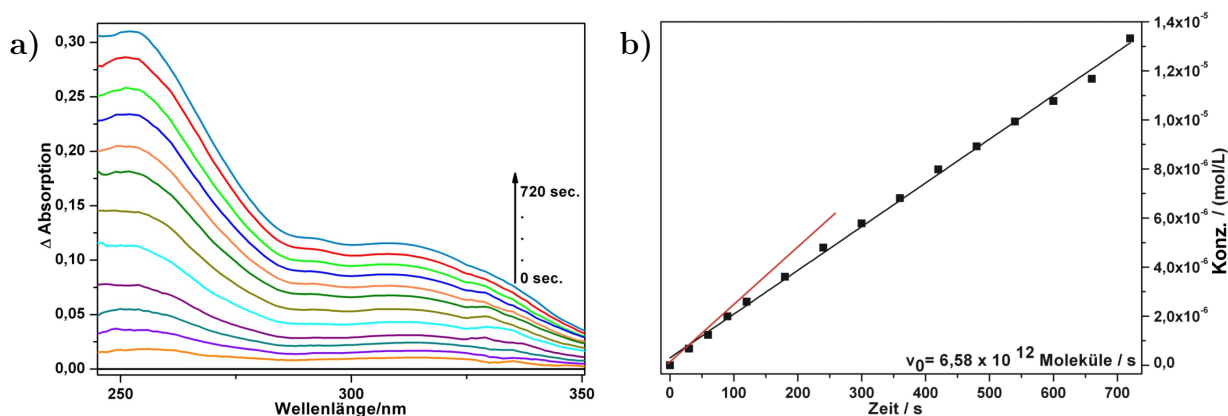 a)
0,30
0,25
0,20
0,15
0,10
0,05
0,00
Δ Absorption
250
300
350
Wellenlänge/nm
720 sec.
.
.
.
0 sec.
b)
1,4x10⁻⁵
1,2x10⁻⁵
1,0x10⁻⁵
8,0x10⁻⁶
6,0x10⁻⁶
4,0x10⁻⁶
2,0x10⁻⁶
0,0
Konz. / (mol/L)
v₀= 6,58 x 10 ¹² Moleküle / s
0 100 200 300 400 500 600 700
Zeit / s